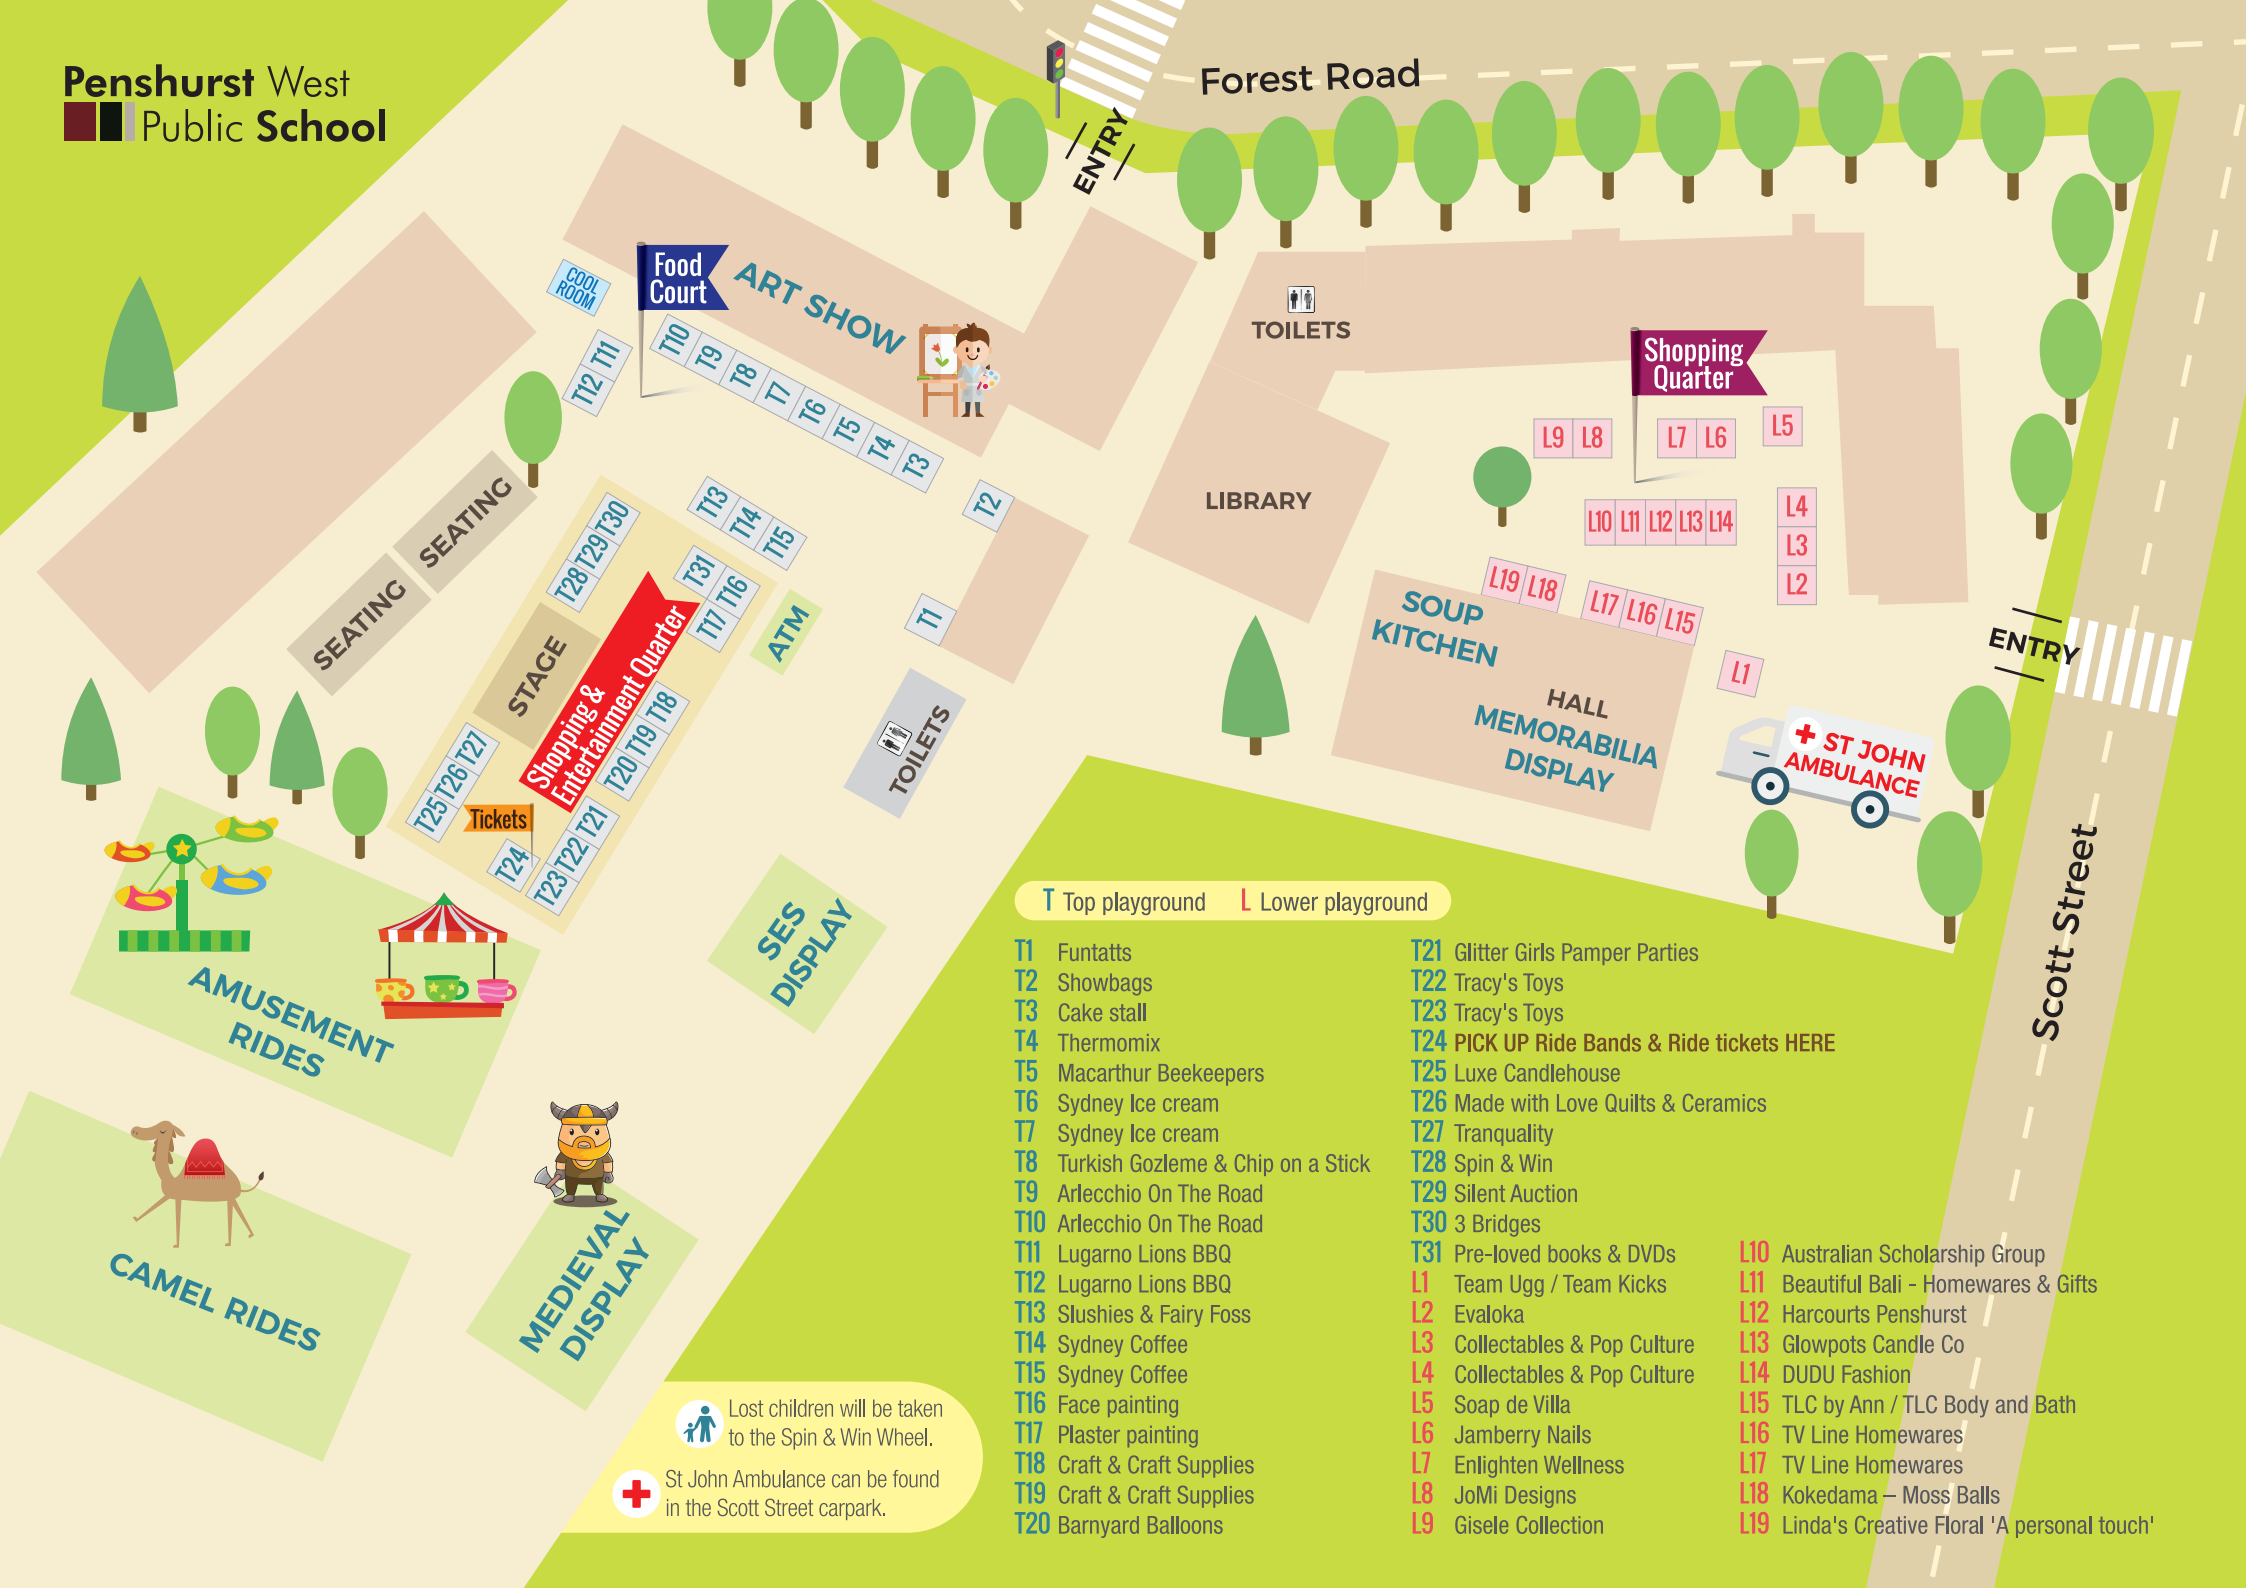 Penshurst West
Public School
Forest Road
ENTRY
Food
Court
COOL
ROOM
ART SHOW
T10
T9
T8
T7
T6
T5
T4
T3
T11
T12
T2
T13
T14
T15
T30
T29
T28
T31
T16
T17
T1
ATM
SEATING
SEATING
STAGE
Shopping &
Entertainment Quarter
T18
T19
T20
T27
T26
T25
Tickets
T24
T21
T22
T23
TOILETS
SES
DISPLAY
AMUSEMENT
RIDES
CAMEL RIDES
MEDIEVAL
DISPLAY
TOILETS
LIBRARY
Shopping
Quarter
L9
L8
L7
L6
L5
L10
L11
L12
L13
L14
L4
L3
L2
L19
L18
L17
L16
L15
L1
SOUP
KITCHEN
HALL
MEMORABILIA
DISPLAY
ENTRY
ST JOHN
AMBULANCE
Scott Street
T Top playground L Lower playground
T1 Funtatts
T2 Showbags
T3 Cake stall
T4 Thermomix
T5 Macarthur Beekeepers
T6 Sydney Ice cream
T7 Sydney Ice cream
T8 Turkish Gozleme & Chip on a Stick
T9 Arlecchio On The Road
T10 Arlecchio On The Road
T11 Lugarno Lions BBQ
T12 Lugarno Lions BBQ
T13 Slushies & Fairy Foss
T14 Sydney Coffee
T15 Sydney Coffee
T16 Face painting
T17 Plaster painting
T18 Craft & Craft Supplies
T19 Craft & Craft Supplies
T20 Barnyard Balloons
T21 Glitter Girls Pamper Parties
T22 Tracy's Toys
T23 Tracy's Toys
T24 PICK UP Ride Bands & Ride tickets HERE
T25 Luxe Candlehouse
T26 Made with Love Quilts & Ceramics
T27 Tranquality
T28 Spin & Win
T29 Silent Auction
T30 3 Bridges
T31 Pre-loved books & DVDs
L1 Team Ugg / Team Kicks
L2 Evaloka
L3 Collectables & Pop Culture
L4 Collectables & Pop Culture
L5 Soap de Villa
L6 Jamberry Nails
L7 Enlighten Wellness
L8 JoMi Designs
L9 Gisele Collection
L10 Australian Scholarship Group
L11 Beautiful Bali - Homewares & Gifts
L12 Harcourts Penshurst
L13 Glowpots Candle Co
L14 DUDU Fashion
L15 TLC by Ann / TLC Body and Bath
L16 TV Line Homewares
L17 TV Line Homewares
L18 Kokedama – Moss Balls
L19 Linda's Creative Floral 'A personal touch'
Lost children will be taken
to the Spin & Win Wheel.
St John Ambulance can be found
in the Scott Street carpark.